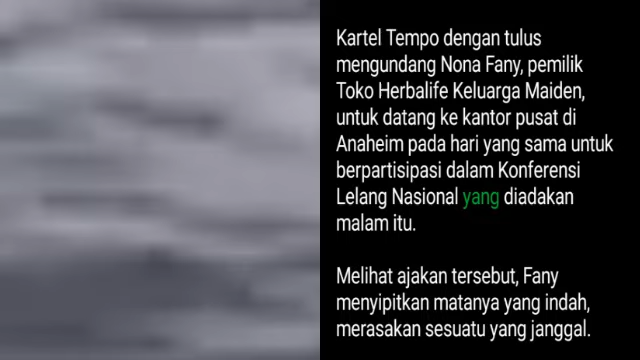 Kartel Tempo dengan tulus
mengundang Nona Fany, pemilik
Toko Herbalife Keluarga Maiden,
untuk datang ke kantor pusat di
Anaheim pada hari yang sama untuk
berpartisipasi dalam Konferensi
Lelang Nasional yang diadakan
malam itu.
Melihat ajakan tersebut, Fany
menyipitkan matanya yang indah,
merasakan sesuatu yang janggal.